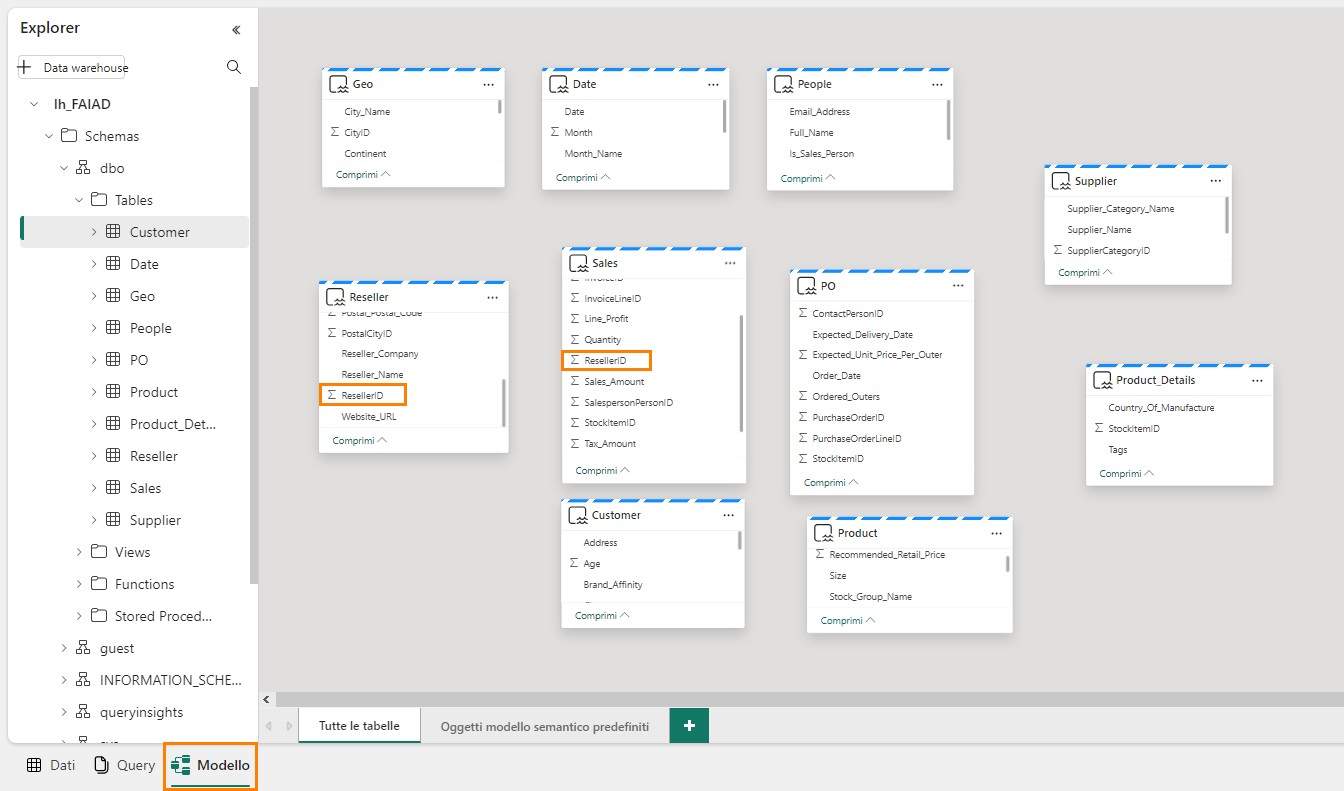 Explorer
Data warehouse
lh_FAIAD
Schemas
dbo
Tables
Customer
Date
Geo
People
PO
Product
Product_Det...
Reseller
Sales
Supplier
Views
Functions
Stored Proced...
guest
INFORMATION_SCHE...
queryinsights
Geo
City_Name
CityID
Continent
Comprimi
Date
Date
Month
Month_Name
Comprimi
People
Email_Address
Full_Name
Is_Sales_Person
Comprimi
Supplier
Supplier_Category_Name
Supplier_Name
SupplierCategoryID
Comprimi
Reseller
Postal_Postal_Code
PostalCityID
Reseller_Company
Reseller_Name
ResellerID
Website_URL
Comprimi
Sales
InvoiceID
InvoiceLineID
Line_Profit
Quantity
ResellerID
Sales_Amount
SalespersonPersonID
StockItemID
Tax_Amount
Comprimi
PO
ContactPersonID
Expected_Delivery_Date
Expected_Unit_Price_Per_Outer
Order_Date
Ordered_Outers
PurchaseOrderID
PurchaseOrderLineID
StockItemID
Comprimi
Product_Details
Country_Of_Manufacture
StockItemID
Tags
Comprimi
Customer
Address
Age
Brand_Affinity
Comprimi
Product
Recommended_Retail_Price
Size
Stock_Group_Name
Comprimi
Tutte le tabelle
Oggetti modello semantico predefiniti
Dati
Query
Modello